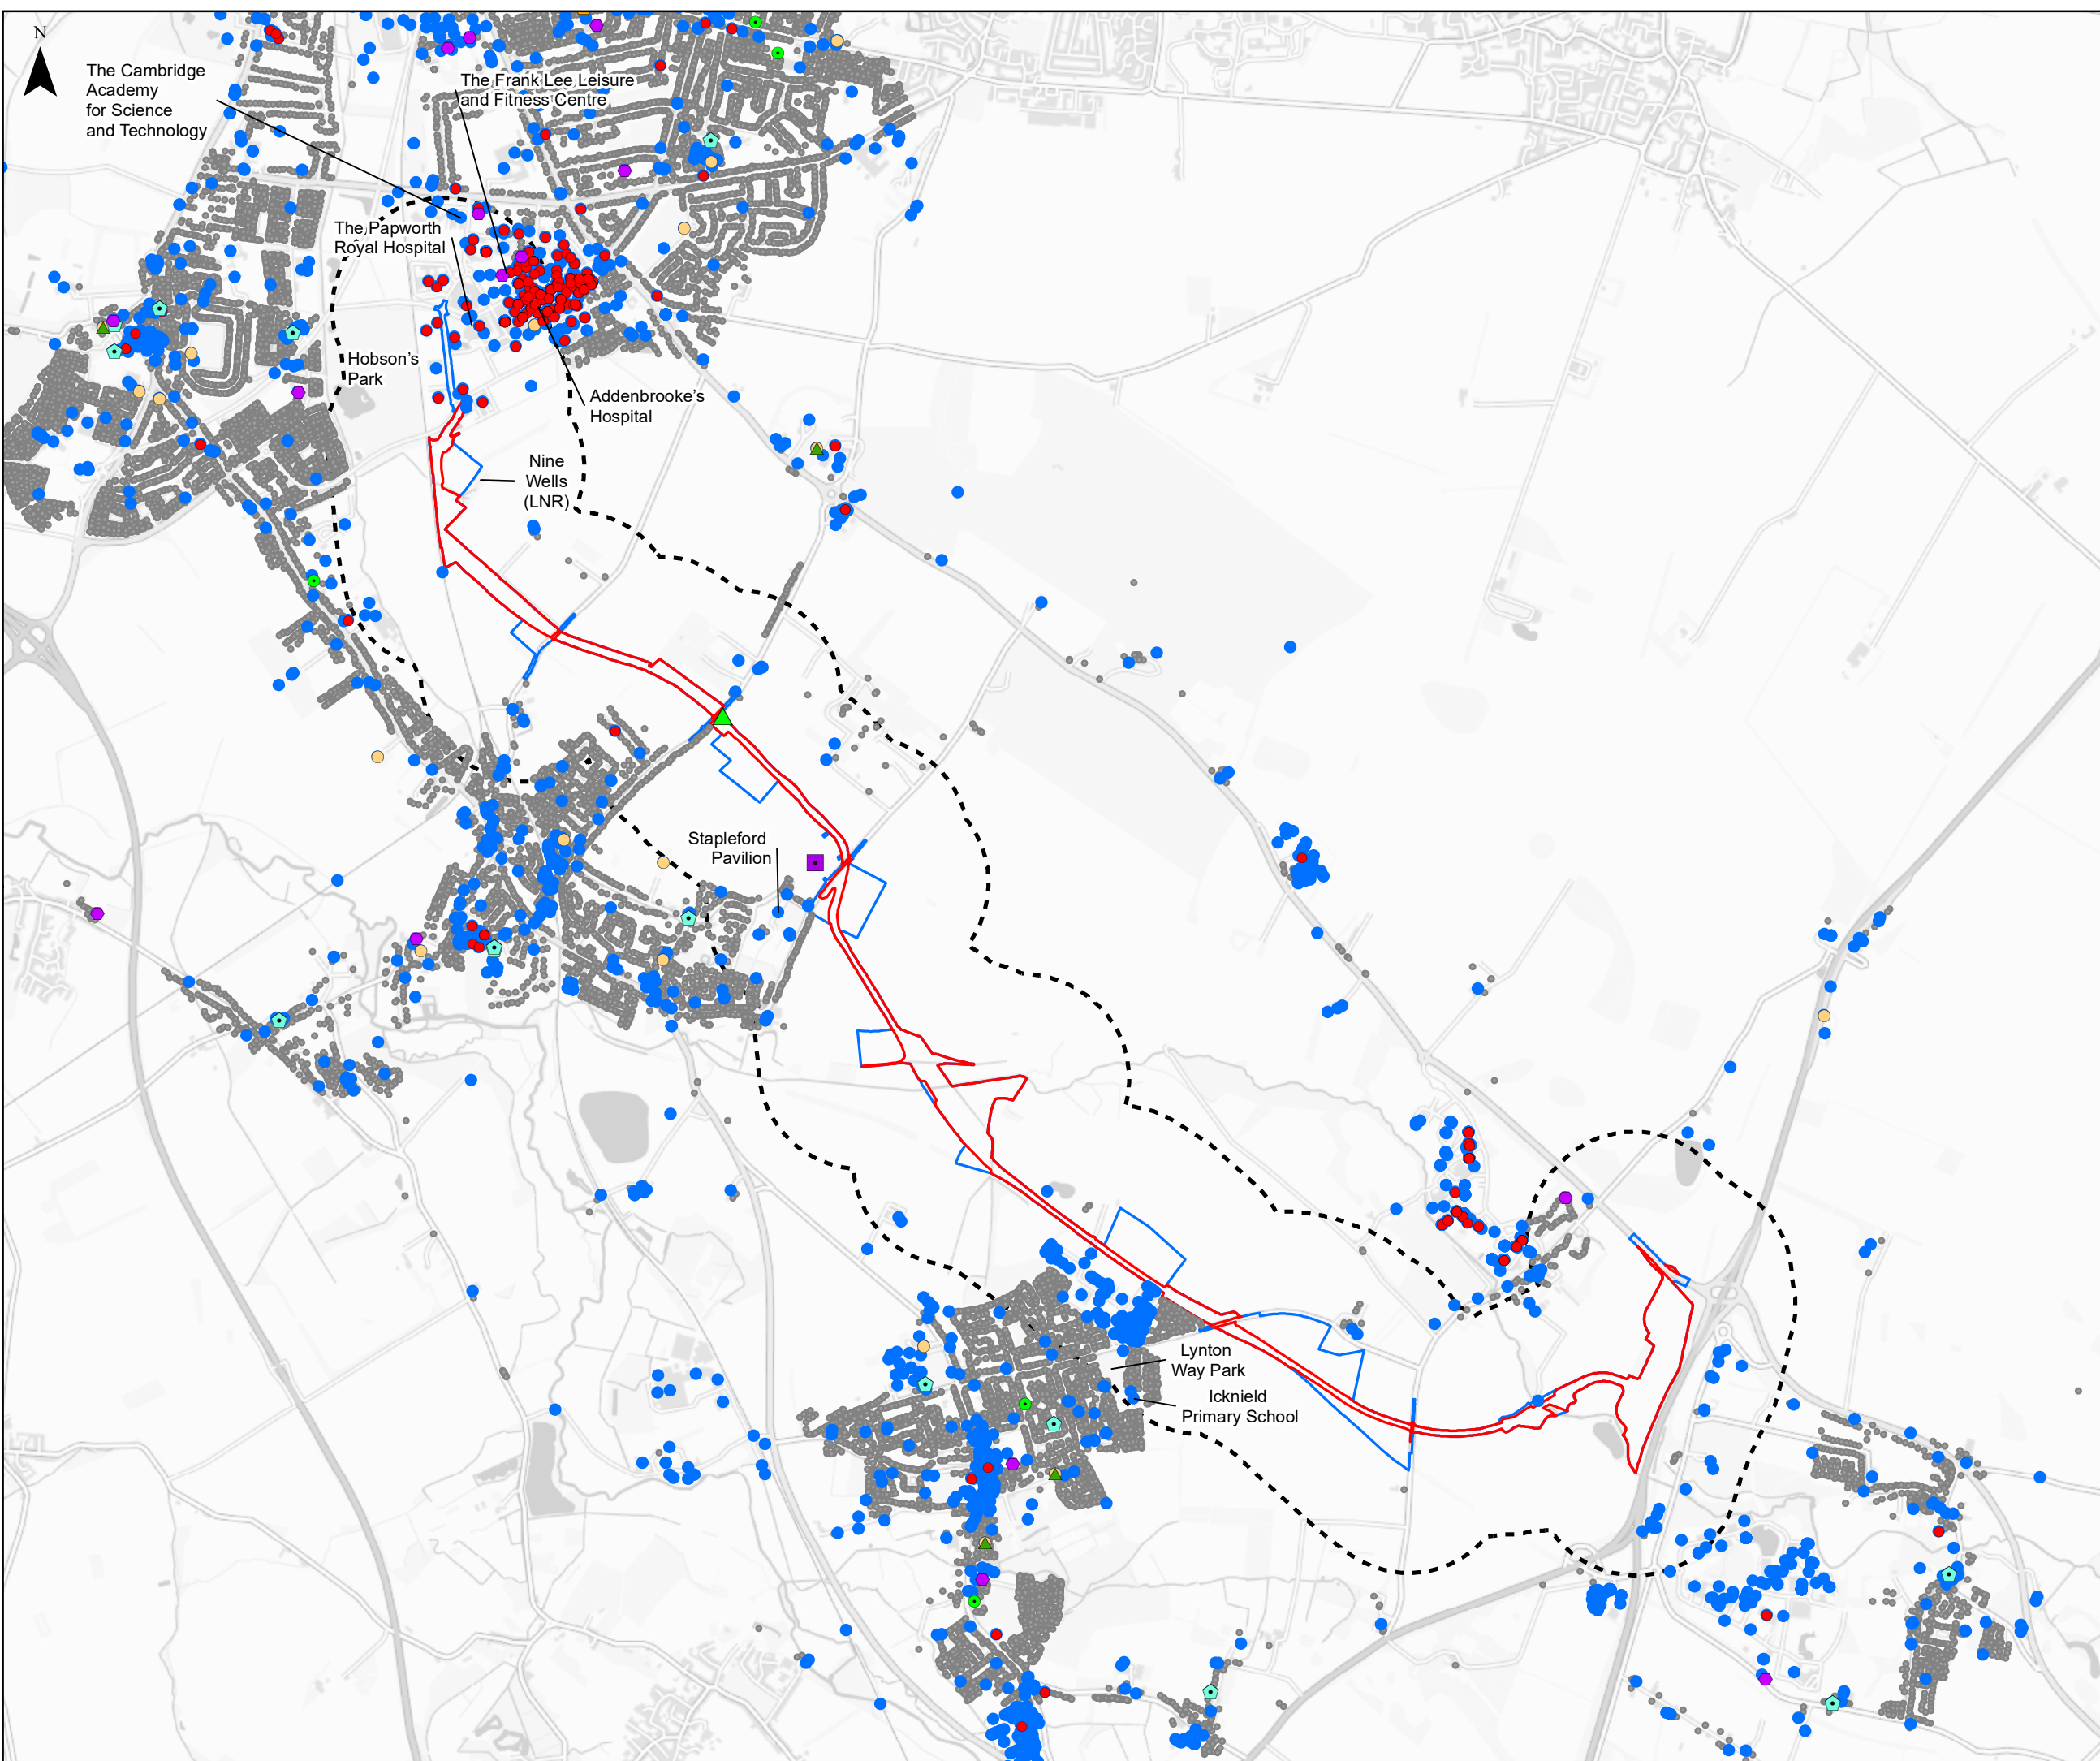 N
The Cambridge
Academy
for Science
and Technology
The Frank Lee Leisure
and Fitness Centre
The Papworth
Royal Hospital
Hobson's
Park
Addenbrooke's
Hospital
Nine
Wells
(LNR)
Stapleford
Pavilion
Lynton
Way Park
Icknield
Primary School